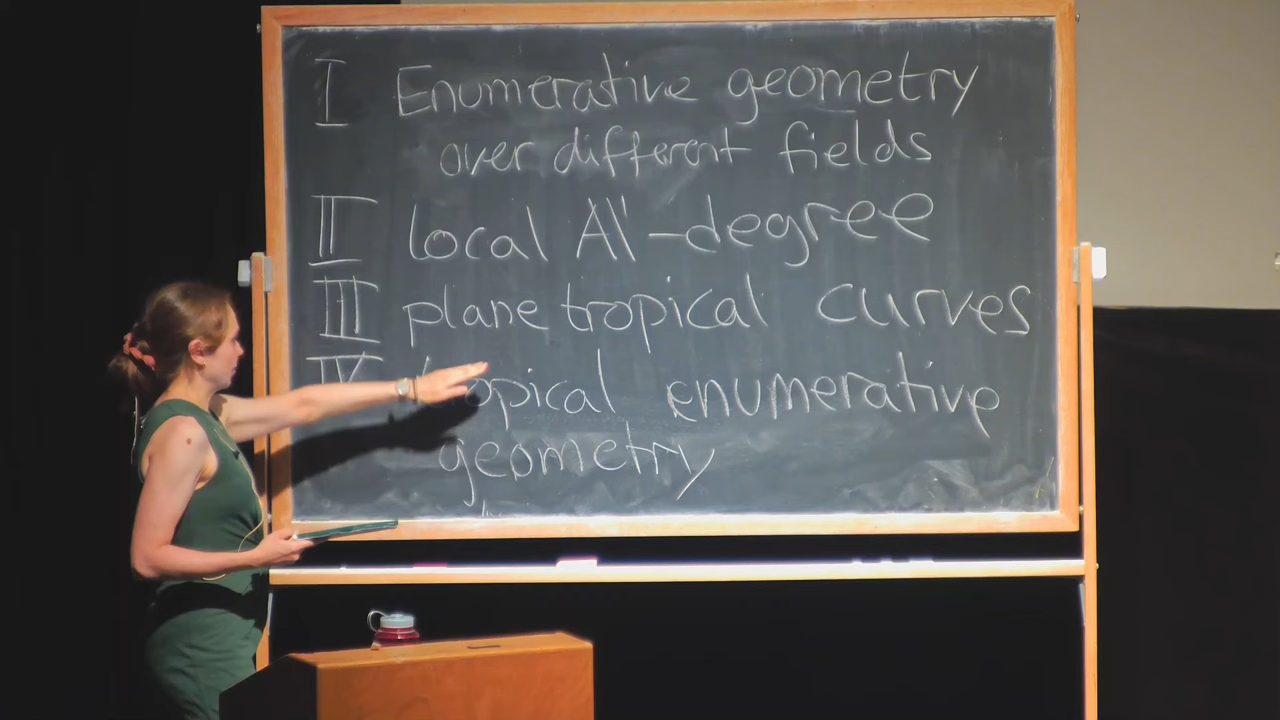 I Enumerative geometry
over different fields
II local A¹-degree
III plane tropical curves
IV tropical enumerative
geometry